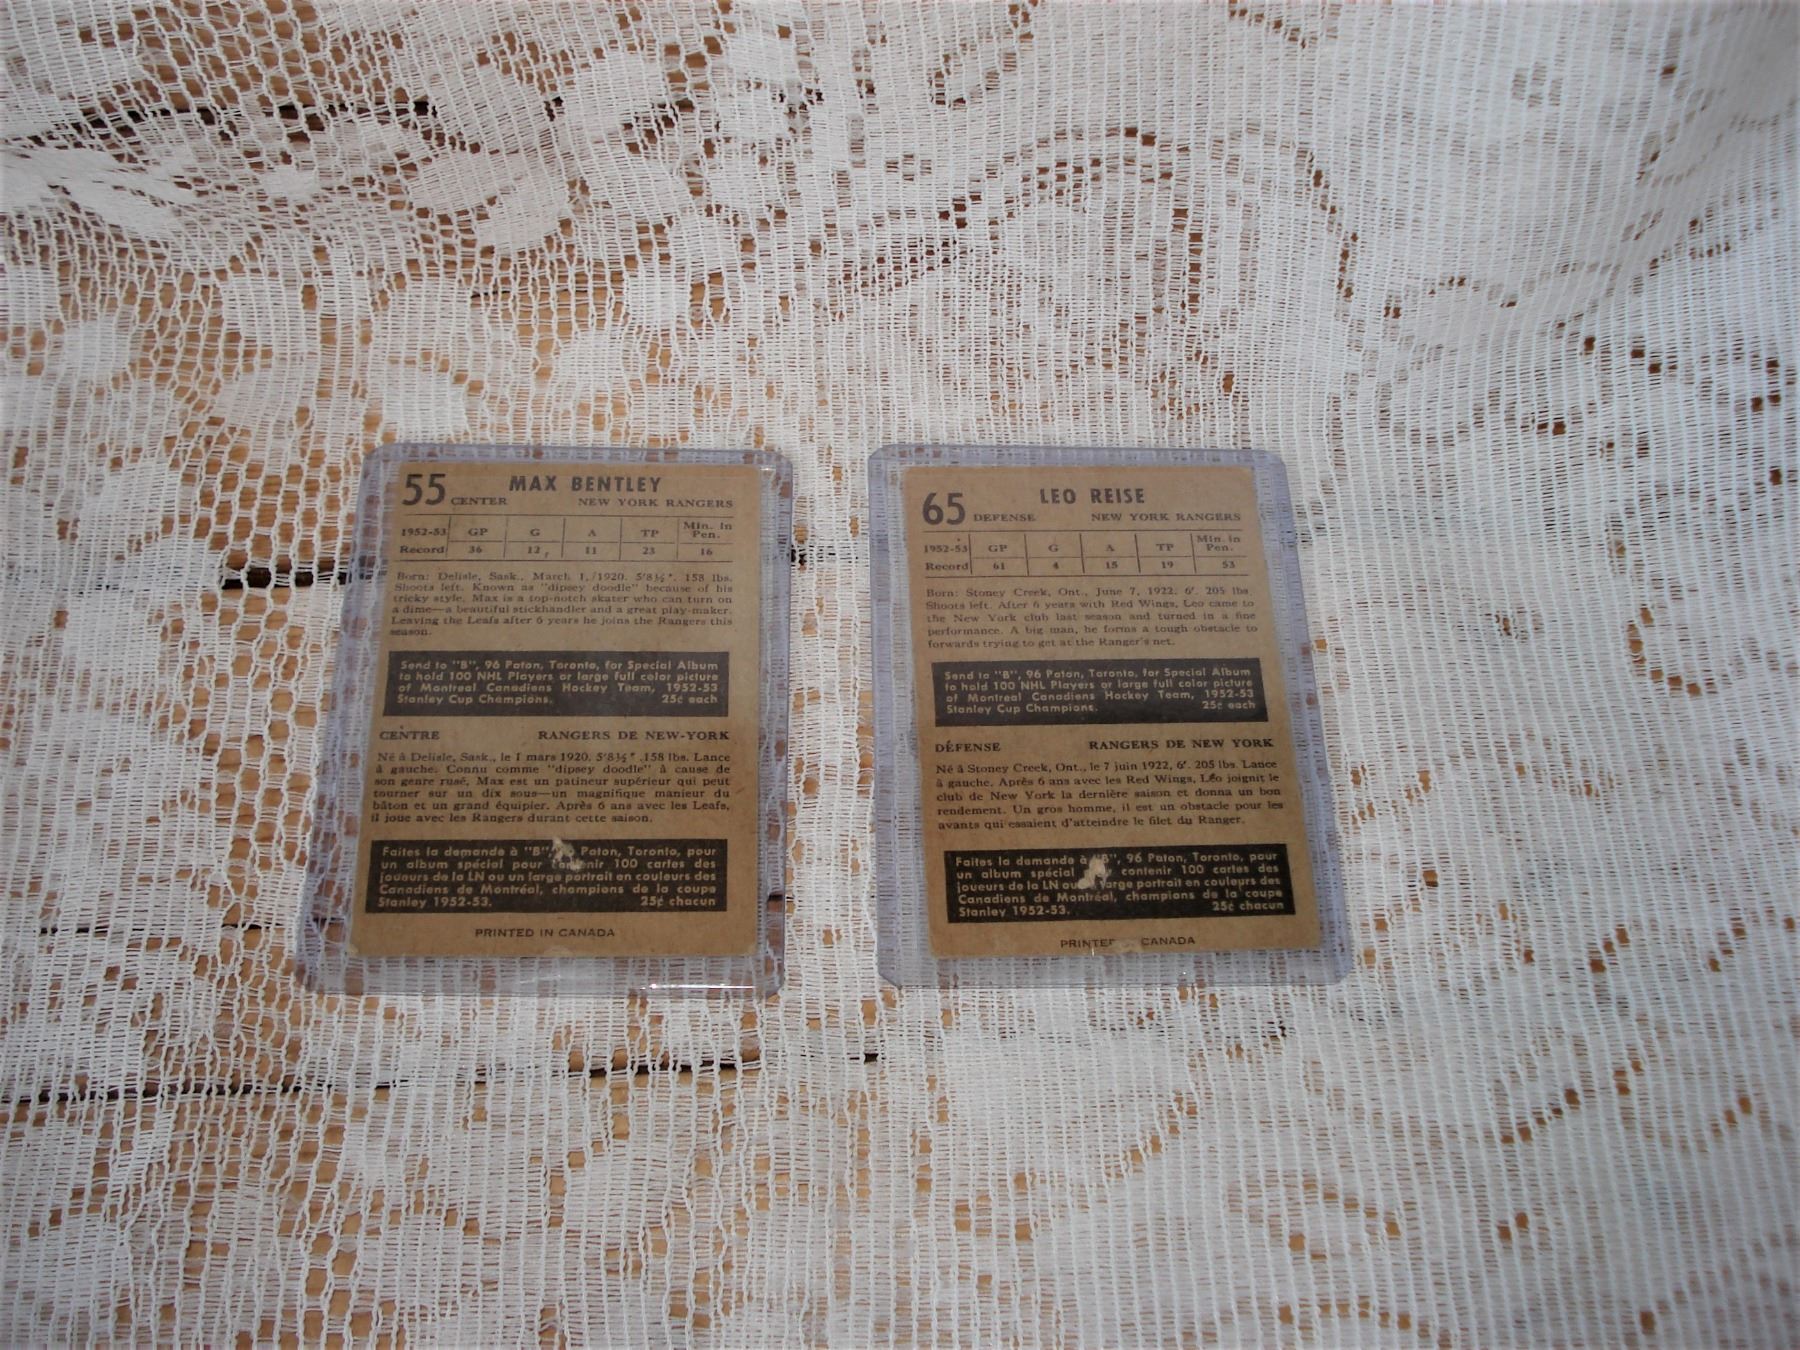 55 MAX BENTLEY
CENTER NEW YORK RANGERS
1952-53 GP G A TP Min. in Pen.
Record 36 12 11 23 16
Born: Delisle, Sask., March 1, 1920. 5'8½". 158 lbs.
Shoots left. Known as "dipsey doodle" because of his
tricky style, Max is a top-notch skater who can turn on
a dime—a beautiful stickhandler and a great play-maker.
Leaving the Leafs after 6 years he joins the Rangers this
season.
Send to "B", 96 Paton, Toronto, for Special Album
to hold 100 NHL Players or large full color picture
of Montreal Canadiens Hockey Team, 1952-53
Stanley Cup Champions. 25¢ each
CENTRE RANGERS DE NEW-YORK
Né à Delisle, Sask., le 1 mars 1920, 5'8½". 158 lbs. Lance
à gauche. Connu comme "dipsey doodle" à cause de
son genre rusé, Max est un patineur supérieur qui peut
tourner sur un dix sous—un magnifique manieur du
bâton et un grand équipier. Après 6 ans avec les Leafs,
il joue avec les Rangers durant cette saison.
Faites la demande à "B", Paton, Toronto, pour
un album spécial pour contenir 100 cartes des
joueurs de la LN ou un large portrait en couleurs des
Canadiens de Montréal, champions de la coupe
Stanley 1952-53. 25¢ chacun
PRINTED IN CANADA
65 LEO REISE
DEFENSE NEW YORK RANGERS
1952-53 GP G A TP Min. in Pen.
Record 61 4 15 19 53
Born: Stoney Creek, Ont., June 7, 1922. 6'. 205 lbs.
Shoots left. After 6 years with Red Wings, Leo came to
the New York club last season and turned in a fine
performance. A big man, he forms a tough obstacle to
forwards trying to get at the Ranger's net.
Send to "B", 96 Paton, Toronto, for Special Album
to hold 100 NHL Players or large full color picture
of Montreal Canadiens Hockey Team, 1952-53
Stanley Cup Champions. 25¢ each
DÉFENSE RANGERS DE NEW YORK
Né à Stoney Creek, Ont., le 7 juin 1922, 6'. 205 lbs. Lance
à gauche. Après 6 ans avec les Red Wings, Léo joignit le
club de New York la dernière saison et donna un bon
rendement. Un gros homme, il est un obstacle pour les
avants qui essaient d'atteindre le filet du Ranger.
Faites la demande à "B", 96 Paton, Toronto, pour
un album spécial contenir 100 cartes des
joueurs de la LN ou large portrait en couleurs des
Canadiens de Montréal, champions de la coupe
Stanley 1952-53. 25¢ chacun
PRINTED CANADA